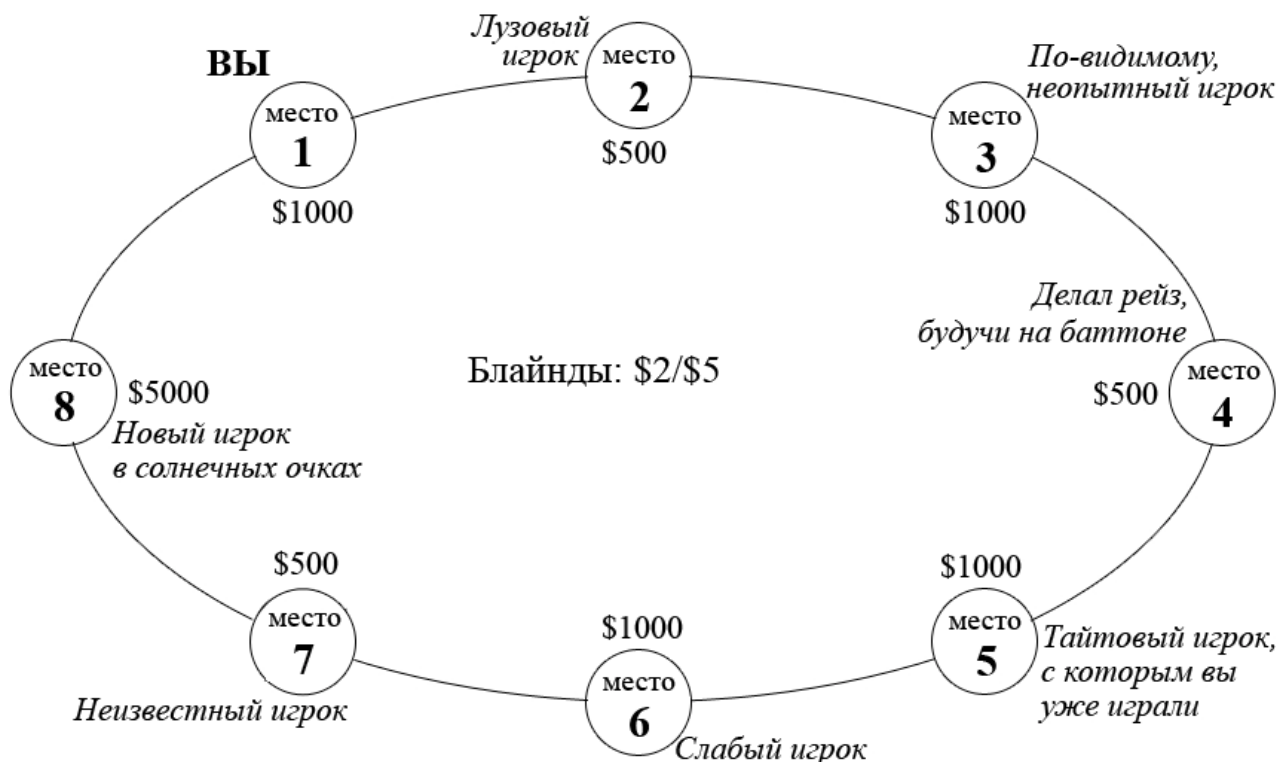 ВЫ
место
1
$1000
Лузовый
игрок
место
2
$500
По-видимому,
неопытный игрок
место
3
$1000
Делал рейз,
будучи на баттоне
место
4
$500
Блайнды: $2/$5
место
8
$5000
Новый игрок
в солнечных очках
$500
место
7
Неизвестный игрок
$1000
место
6
Слабый игрок
$1000
место
5
Тайтовый игрок,
с которым вы
уже играли